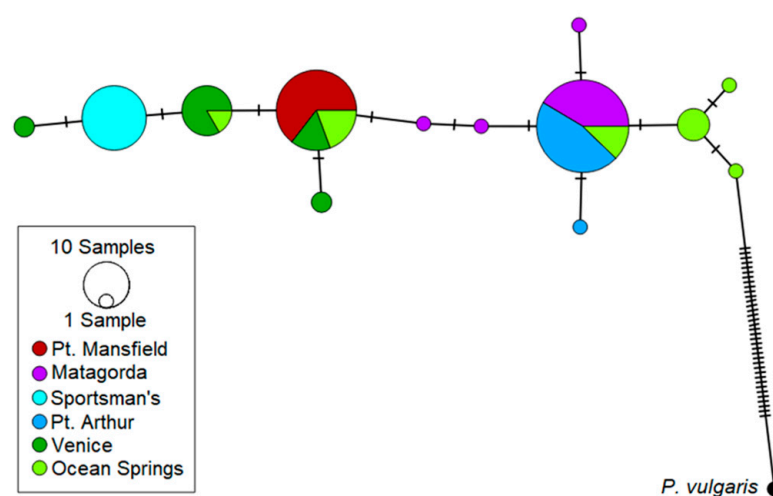 10 Samples
1 Sample
Pt. Mansfield
Matagorda
Sportsman's
Pt. Arthur
Venice
Ocean Springs
P. vulgaris